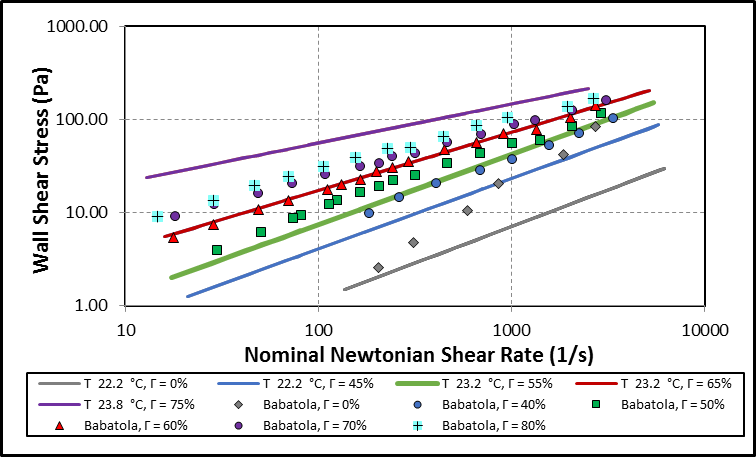 1000.00
100.00
10.00
1.00
Wall Shear Stress (Pa)
10 100 1000 10000
Nominal Newtonian Shear Rate (1/s)
T 22.2 °C, Γ = 0% T 22.2 °C, Γ = 45% T 23.2 °C, Γ = 55% T 23.2 °C, Γ = 65%
T 23.8 °C, Γ = 75% Babatola, Γ = 0% Babatola, Γ = 40% Babatola, Γ = 50%
Babatola, Γ = 60% Babatola, Γ = 70% Babatola, Γ = 80%